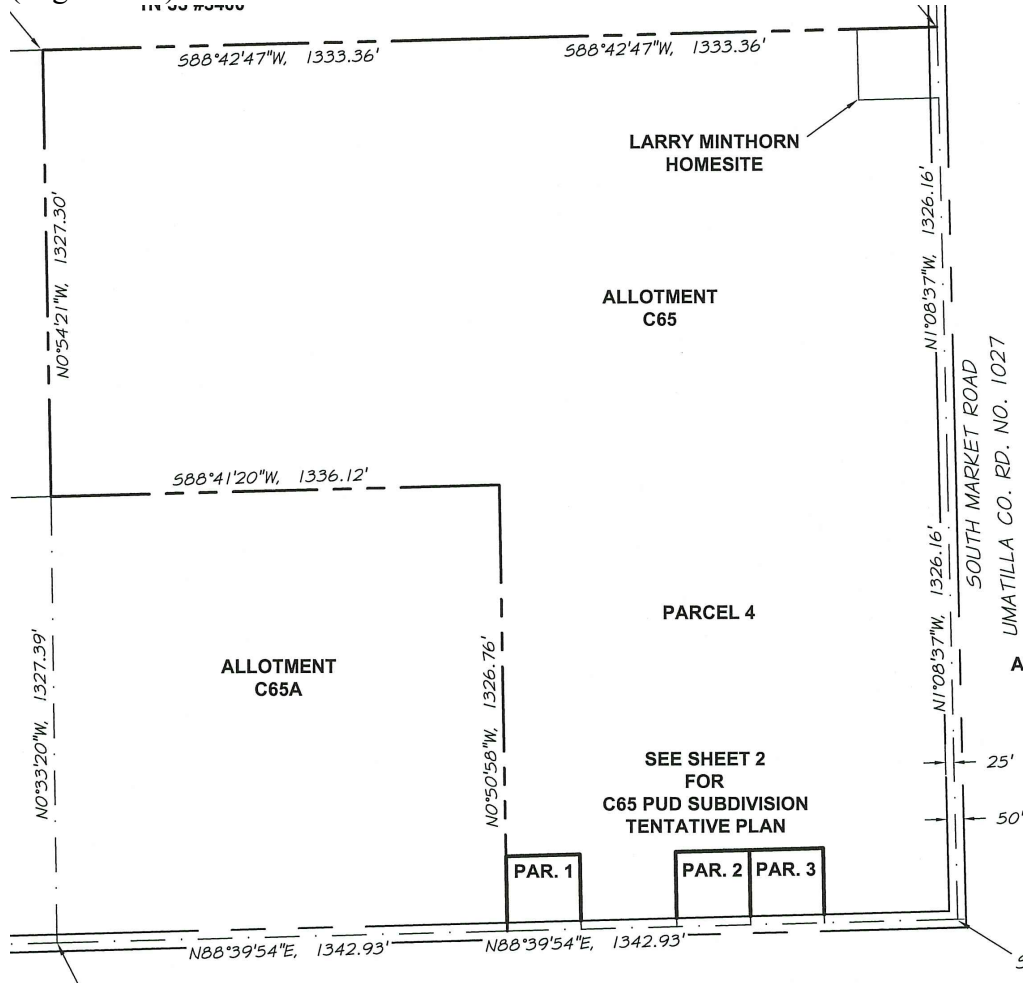 S88°42'47"W, 1333.36'
S88°42'47"W, 1333.36'
LARRY MINTHORN
HOMESITE
N0°54'21"W, 1327.30'
N1°08'37"W, 1326.16'
ALLOTMENT
C65
SOUTH MARKET ROAD
UMATILLA CO. RD. NO. 1027
S88°41'20"W, 1336.12'
N1°08'37"W, 1326.16'
PARCEL 4
ALLOTMENT
C65A
A
N0°33'20"W, 1327.39'
N0°50'58"W, 1326.76'
SEE SHEET 2
FOR
C65 PUD SUBDIVISION
TENTATIVE PLAN
25'
50'
PAR. 1
PAR. 2
PAR. 3
N88°39'54"E, 1342.93'
N88°39'54"E, 1342.93'